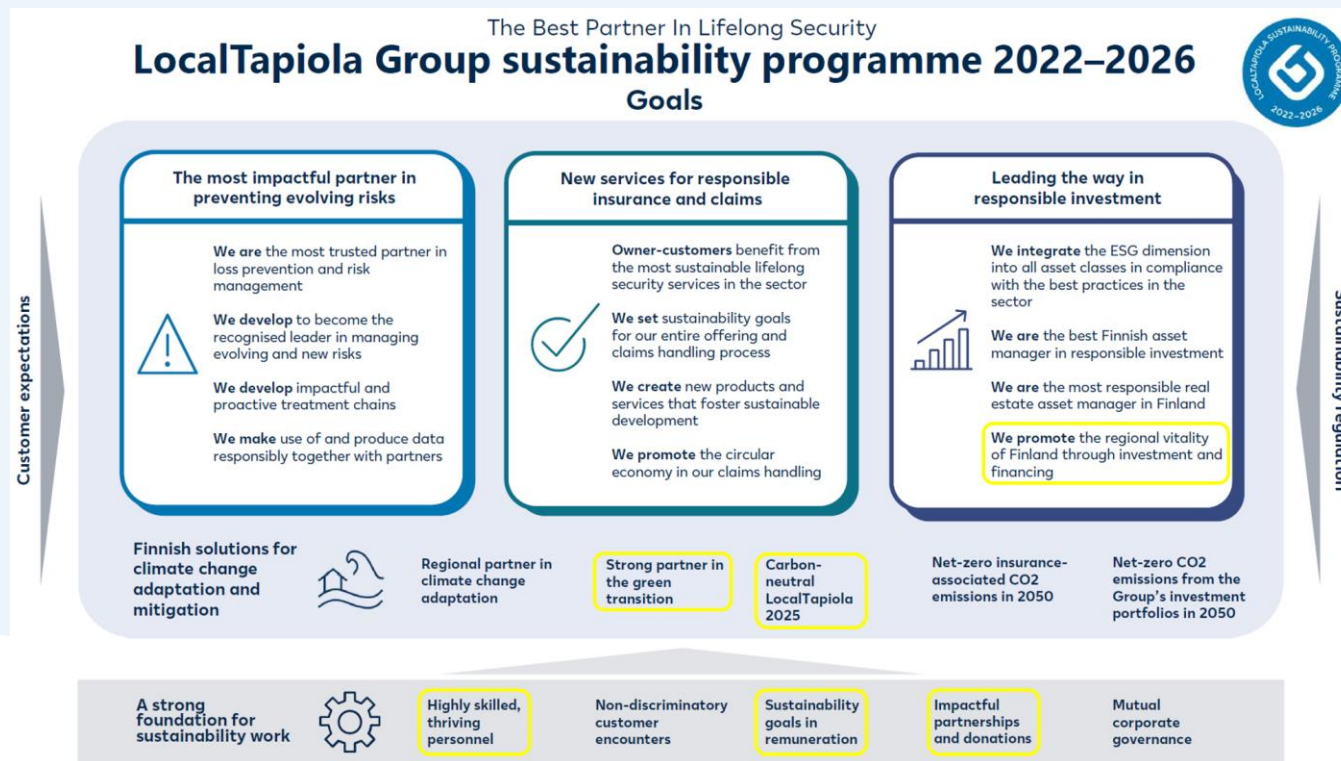 The Best Partner In Lifelong Security
LocalTapiola Group sustainability programme 2022–2026
Goals
LOCALTAPIOLA SUSTAINABILITY PROGRAMME
2022–2026
Customer expectations
The most impactful partner in
preventing evolving risks
We are the most trusted partner in
loss prevention and risk
management
We develop to become the
recognised leader in managing
evolving and new risks
We develop impactful and
proactive treatment chains
We make use of and produce data
responsibly together with partners
New services for responsible
insurance and claims
Owner-customers benefit from
the most sustainable lifelong
security services in the sector
We set sustainability goals
for our entire offering and
claims handling process
We create new products and
services that foster sustainable
development
We promote the circular
economy in our claims handling
Leading the way in
responsible investment
We integrate the ESG dimension
into all asset classes in compliance
with the best practices in the
sector
We are the best Finnish asset
manager in responsible investment
We are the most responsible real
estate asset manager in Finland
We promote the regional vitality
of Finland through investment and
financing
Sustainability regulation
Finnish solutions for
climate change
adaptation and
mitigation
Regional partner in
climate change
adaptation
Strong partner in
the green
transition
Carbon-
neutral
LocalTapiola
2025
Net-zero insurance-
associated CO2
emissions in 2050
Net-zero CO2
emissions from the
Group's investment
portfolios in 2050
A strong
foundation for
sustainability work
Highly skilled,
thriving
personnel
Non-discriminatory
customer
encounters
Sustainability
goals in
remuneration
Impactful
partnerships
and donations
Mutual
corporate
governance